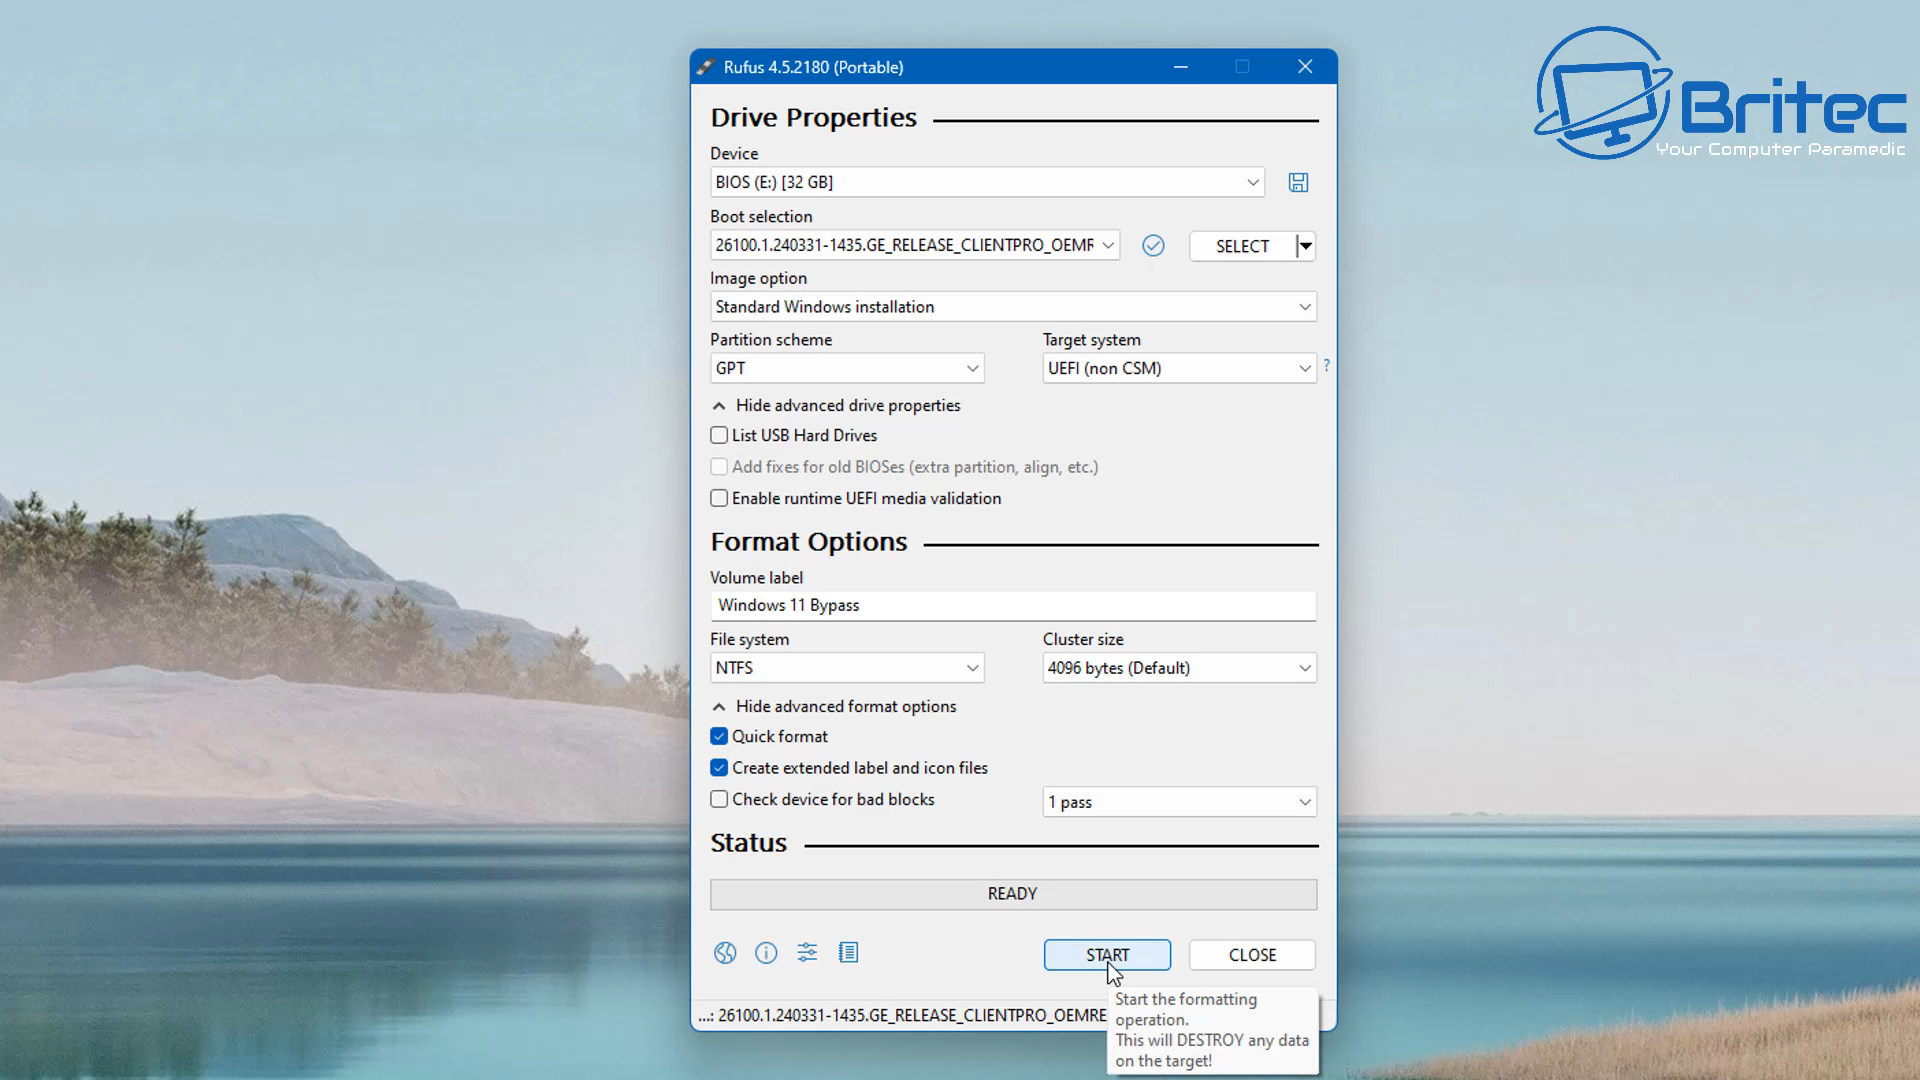 Britec
Your Computer Paramedic
Rufus 4.5.2180 (Portable)
Drive Properties
Device
BIOS (E:) [32 GB]
Boot selection
26100.1.240331-1435.GE_RELEASE_CLIENTPRO_OEMR
SELECT
Image option
Standard Windows installation
Partition scheme
Target system
GPT
UEFI (non CSM)
?
Hide advanced drive properties
List USB Hard Drives
Add fixes for old BIOSes (extra partition, align, etc.)
Enable runtime UEFI media validation
Format Options
Volume label
Windows 11 Bypass
File system
Cluster size
NTFS
4096 bytes (Default)
Hide advanced format options
Quick format
Create extended label and icon files
Check device for bad blocks
1 pass
Status
READY
START
CLOSE
...: 26100.1.240331-1435.GE_RELEASE_CLIENTPRO_OEMRE
Start the formatting
operation.
This will DESTROY any data
on the target!